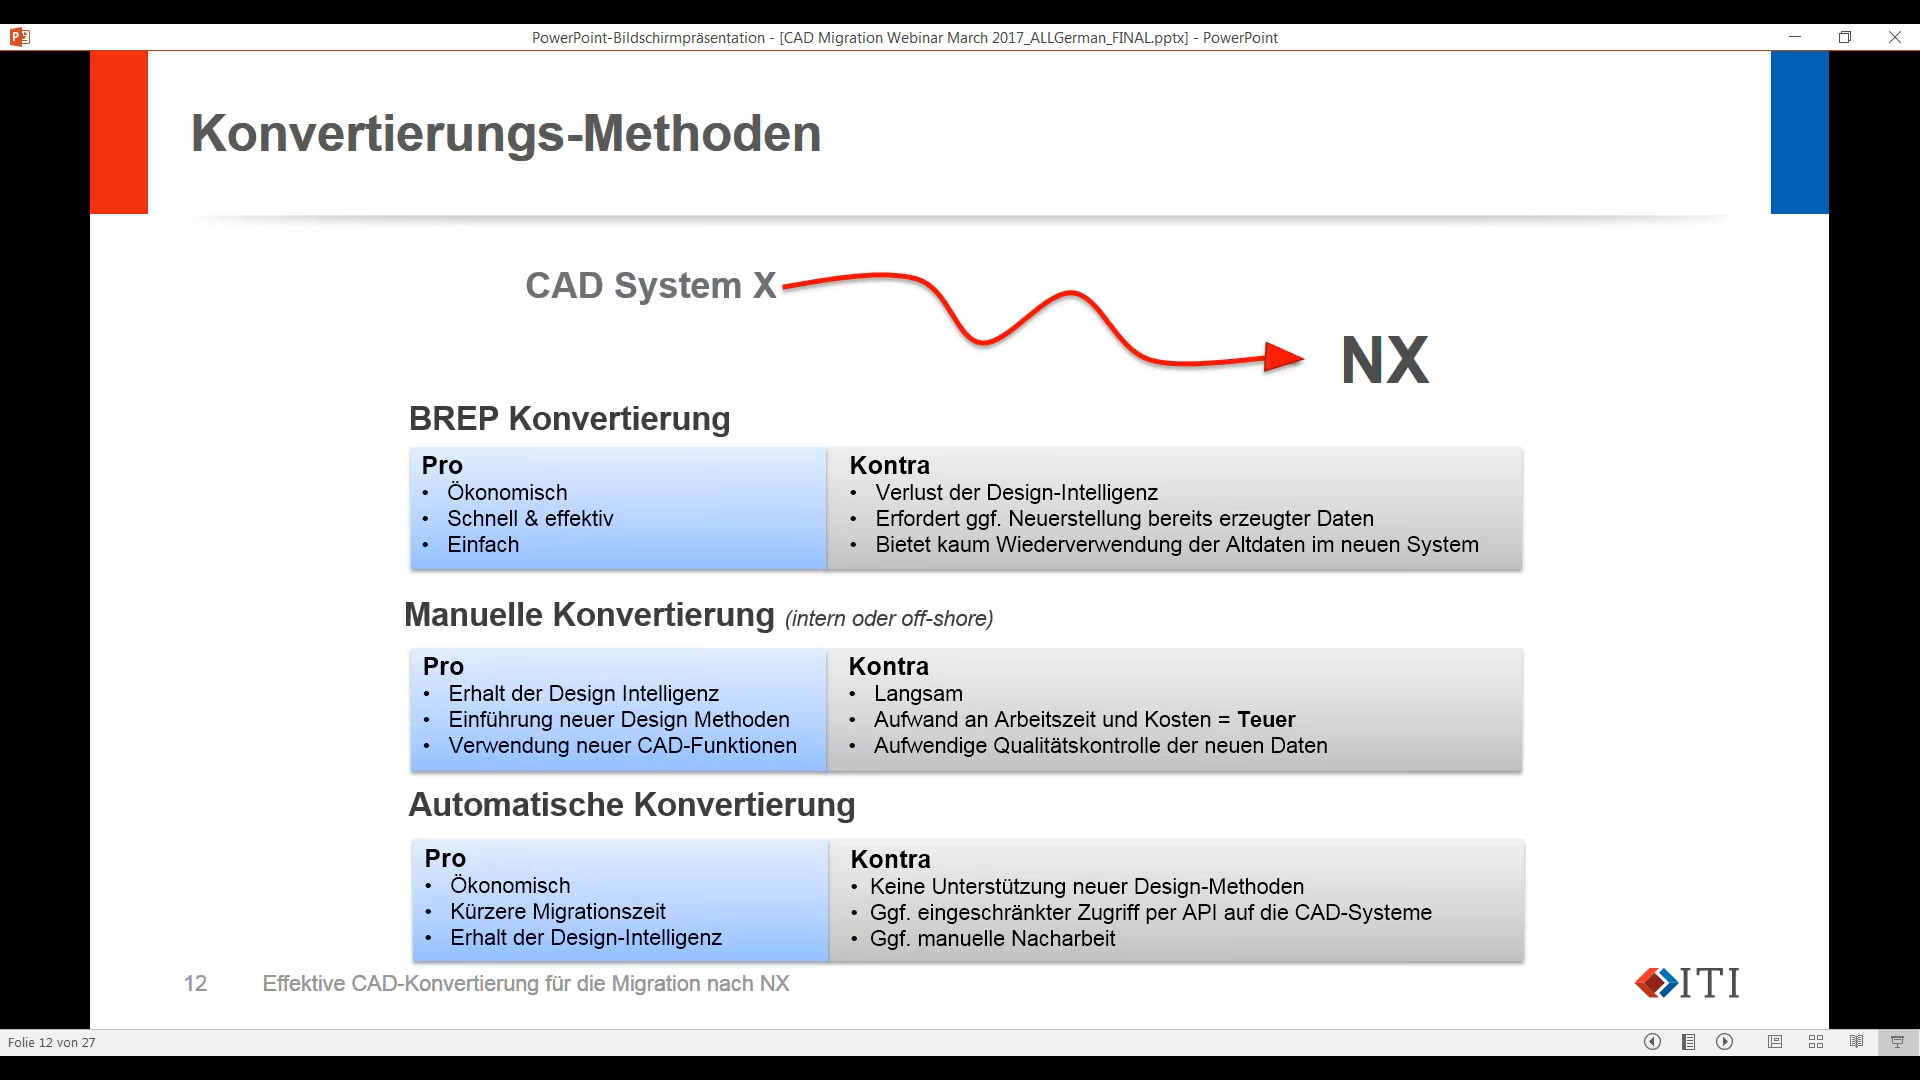 PowerPoint-Bildschirmpräsentation - [CAD Migration Webinar March 2017_ALLGerman_FINAL.pptx] - PowerPoint
Konvertierungs-Methoden
CAD System X
NX
BREP Konvertierung
Pro
• Ökonomisch
• Schnell & effektiv
• Einfach
Kontra
• Verlust der Design-Intelligenz
• Erfordert ggf. Neuerstellung bereits erzeugter Daten
• Bietet kaum Wiederverwendung der Altdaten im neuen System
Manuelle Konvertierung (intern oder off-shore)
Pro
• Erhalt der Design Intelligenz
• Einführung neuer Design Methoden
• Verwendung neuer CAD-Funktionen
Kontra
• Langsam
• Aufwand an Arbeitszeit und Kosten = Teuer
• Aufwendige Qualitätskontrolle der neuen Daten
Automatische Konvertierung
Pro
• Ökonomisch
• Kürzere Migrationszeit
• Erhalt der Design-Intelligenz
Kontra
• Keine Unterstützung neuer Design-Methoden
• Ggf. eingeschränkter Zugriff per API auf die CAD-Systeme
• Ggf. manuelle Nacharbeit
12 Effektive CAD-Konvertierung für die Migration nach NX
ITI
Folie 12 von 27